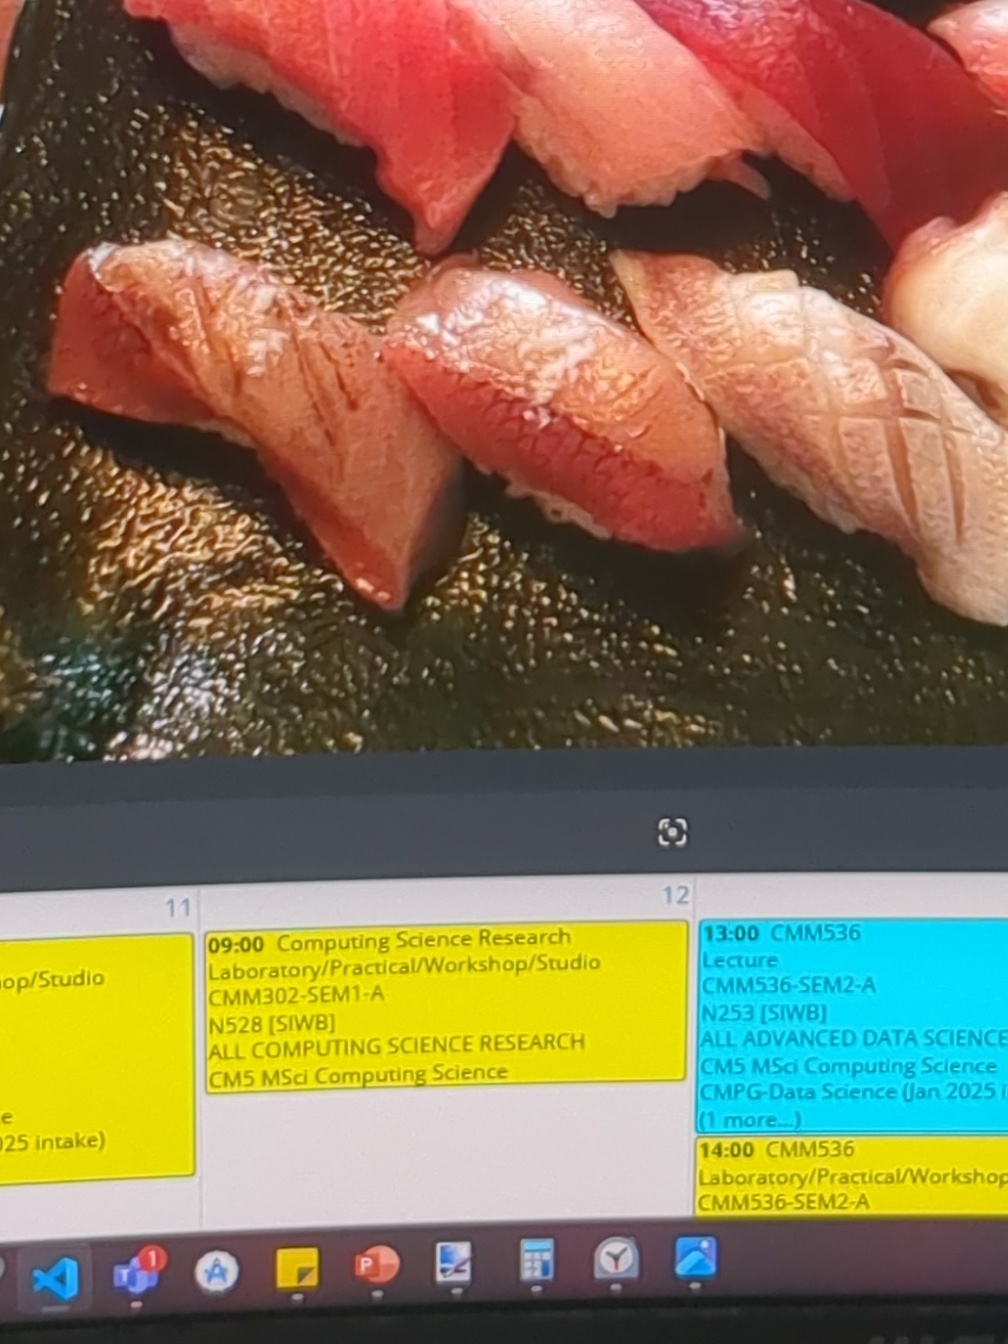 11
op/Studio
e
025 intake)
12
09:00 Computing Science Research
Laboratory/Practical/Workshop/Studio
CMM302-SEM1-A
N528 [SIWB]
ALL COMPUTING SCIENCE RESEARCH
CM5 MSci Computing Science
13:00 CMM536
Lecture
CMM536-SEM2-A
N253 [SIWB]
ALL ADVANCED DATA SCIENCE
CM5 MSci Computing Science
CMPG-Data Science (Jan 2025 i
(1 more...)
14:00 CMM536
Laboratory/Practical/Workshop
CMM536-SEM2-A
1
T
P